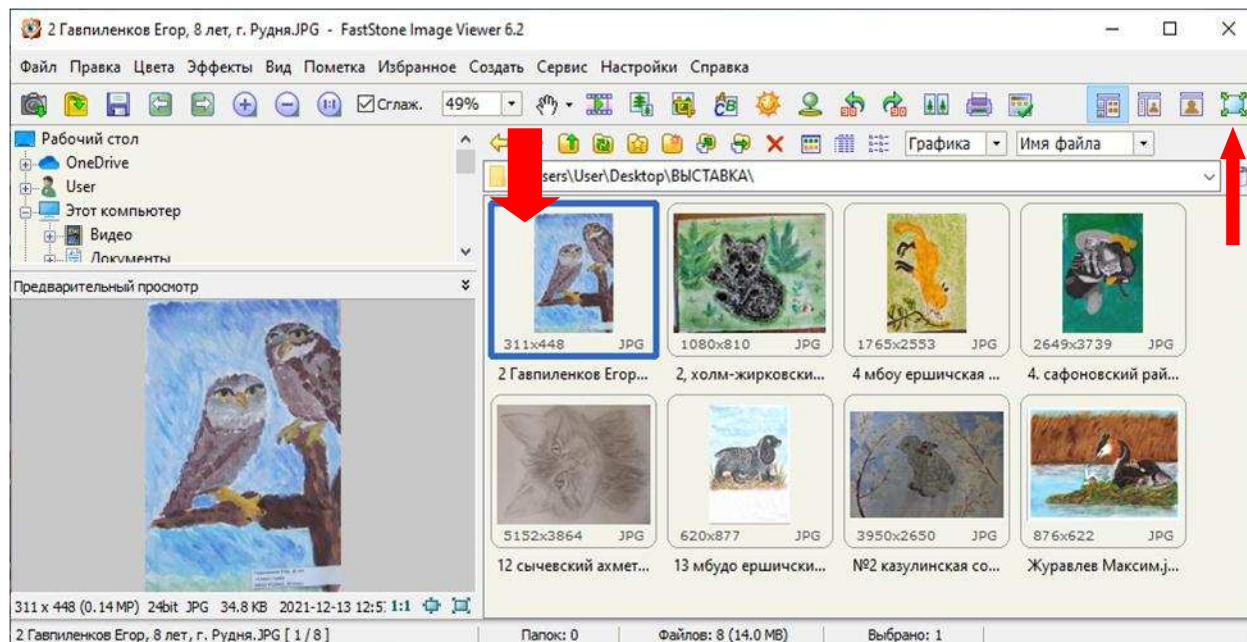 2 Гавпиленков Егор, 8 лет, г. Рудня.JPG - FastStone Image Viewer 6.2
Файл Правка Цвета Эффекты Вид Пометка Избранное Создать Сервис Настройки Справка
Сглаж. 49%
Рабочий стол
OneDrive
User
Этот компьютер
Видео
Документы
Графика Имя файла
sers\User\Desktop\ВЫСТАВКА\
Предварительный просмотр
311x448 JPG
1080x810 JPG
1765x2553 JPG
2649x3739 JPG
2 Гавпиленков Егор...
2, холм-жирковски...
4 мбоу ершичская ...
4. сафоновский рай...
5152x3864 JPG
620x877 JPG
3950x2650 JPG
876x622 JPG
12 сычевский ахмет...
13 мбудо ершически...
№2 казулинская со...
Журавлев Максим.j...
311 x 448 (0.14 MP) 24bit JPG 34.8 KB 2021-12-13 12:5 1:1
2 Гавпиленков Егор, 8 лет, г. Рудня.JPG [ 1 / 8 ]
Папок: 0
Файлов: 8 (14.0 MB)
Выбрано: 1